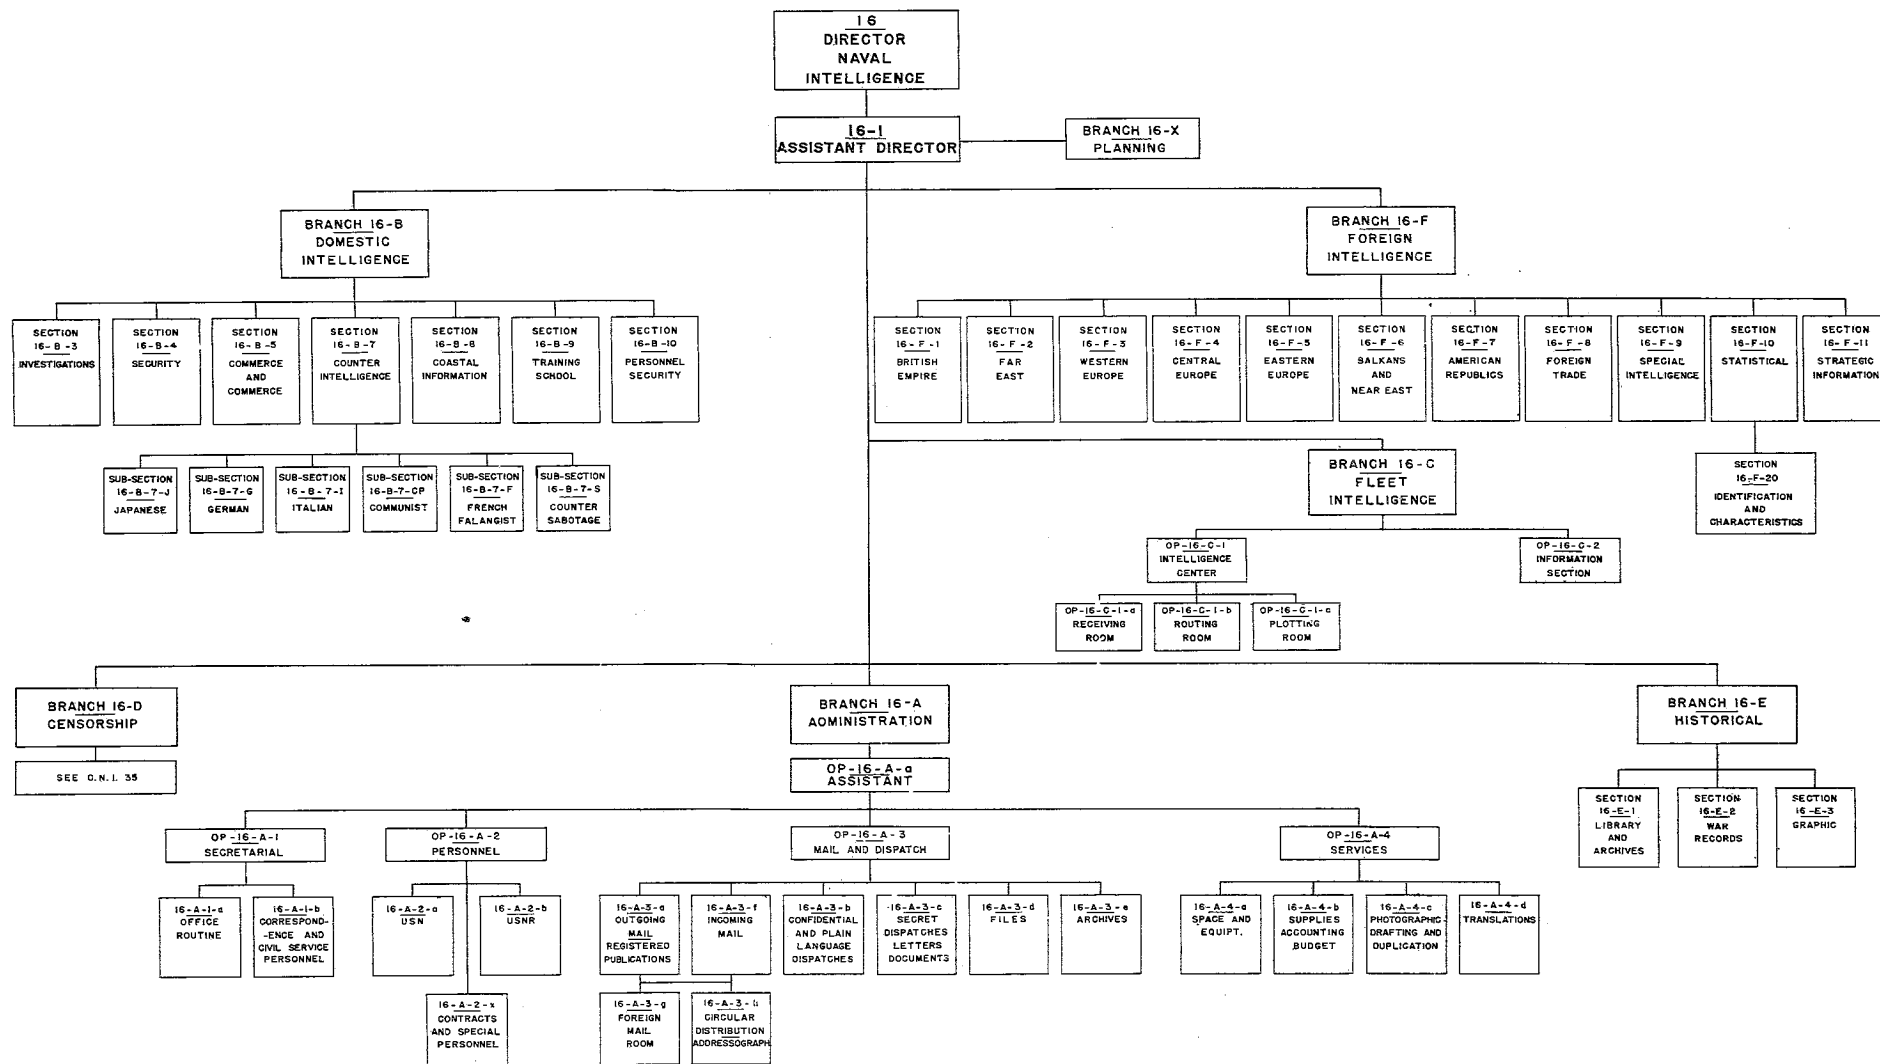 16
DIRECTOR
NAVAL
INTELLIGENCE
16-1
ASSISTANT DIRECTOR
BRANCH 16-X
PLANNING
BRANCH 16-B
DOMESTIC
INTELLIGENCE
BRANCH 16-F
FOREIGN
INTELLIGENCE
SECTION
16-B-3
INVESTIGATIONS
SECTION
16-B-4
SECURITY
SECTION
16-B-5
COMMERCE
AND
COMMERCE
SECTION
16-B-7
COUNTER
INTELLIGENCE
SECTION
16-B-8
COASTAL
INFORMATION
SECTION
16-B-9
TRAINING
SCHOOL
SECTION
16-B-10
PERSONNEL
SECURITY
SECTION
16-F-1
BRITISH
EMPIRE
SECTION
16-F-2
FAR
EAST
SECTION
16-F-3
WESTERN
EUROPE
SECTION
16-F-4
CENTRAL
EUROPE
SECTION
16-F-5
EASTERN
EUROPE
SECTION
16-F-6
BALKANS
AND
NEAR EAST
SECTION
16-F-7
AMERICAN
REPUBLICS
SECTION
16-F-8
FOREIGN
TRADE
SECTION
16-F-9
SPECIAL
INTELLIGENCE
SECTION
16-F-10
STATISTICAL
SECTION
16-F-11
STRATEGIC
INFORMATION
SUB-SECTION
16-B-7-J
JAPANESE
SUB-SECTION
16-B-7-G
GERMAN
SUB-SECTION
16-B-7-I
ITALIAN
SUB-SECTION
16-B-7-CP
COMMUNIST
SUB-SECTION
16-B-7-F
FRENCH
FALANGIST
SUB-SECTION
16-B-7-S
COUNTER
SABOTAGE
BRANCH 16-C
FLEET
INTELLIGENCE
SECTION
16-F-20
IDENTIFICATION
AND
CHARACTERISTICS
OP-16-C-1
INTELLIGENCE
CENTER
OP-16-C-2
INFORMATION
SECTION
OP-16-C-1-a
RECEIVING
ROOM
OP-16-C-1-b
ROUTING
ROOM
OP-16-C-1-c
PLOTTING
ROOM
BRANCH 16-D
CENSORSHIP
SEE O.N.I. 35
BRANCH 16-A
ADMINISTRATION
OP-16-A-a
ASSISTANT
BRANCH 16-E
HISTORICAL
SECTION
16-E-1
LIBRARY
AND
ARCHIVES
SECTION
16-E-2
WAR
RECORDS
SECTION
16-E-3
GRAPHIC
OP-16-A-1
SECRETARIAL
OP-16-A-2
PERSONNEL
OP-16-A-3
MAIL AND DISPATCH
OP-16-A-4
SERVICES
16-A-1-a
OFFICE
ROUTINE
16-A-1-b
CORRESPOND-
-ENCE AND
CIVIL SERVICE
PERSONNEL
16-A-2-a
USN
16-A-2-b
USNR
16-A-3-a
OUTGOING
MAIL
REGISTERED
PUBLICATIONS
16-A-3-f
INCOMING
MAIL
16-A-3-b
CONFIDENTIAL
AND PLAIN
LANGUAGE
DISPATCHES
16-A-3-c
SECRET
DISPATCHES
LETTERS
DOCUMENTS
16-A-3-d
FILES
16-A-3-e
ARCHIVES
16-A-4-a
SPACE AND
EQUIPT.
16-A-4-b
SUPPLIES
ACCOUNTING
BUDGET
16-A-4-c
PHOTOGRAPHIC
DRAFTING AND
DUPLICATION
16-A-4-d
TRANSLATIONS
16-A-2-x
CONTRACTS
AND SPECIAL
PERSONNEL
16-A-3-g
FOREIGN
MAIL
ROOM
16-A-3-h
CIRCULAR
DISTRIBUTION
ADDRESSOGRAPH